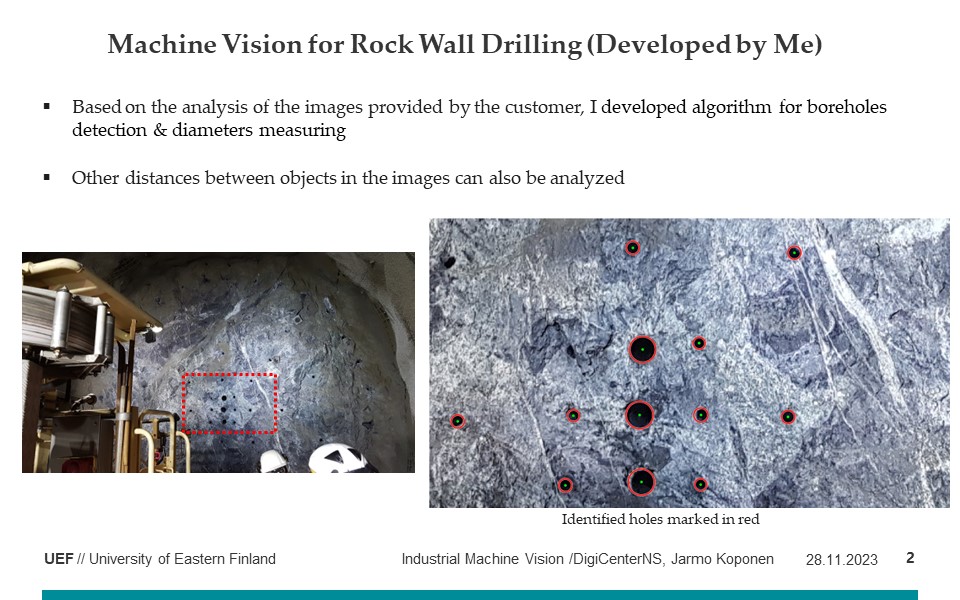 Machine Vision for Rock Wall Drilling (Developed by Me)
▪ Based on the analysis of the images provided by the customer, I developed algorithm for boreholes
detection & diameters measuring
▪ Other distances between objects in the images can also be analyzed
Identified holes marked in red
UEF // University of Eastern Finland
Industrial Machine Vision /DigiCenterNS, Jarmo Koponen
28.11.2023
2